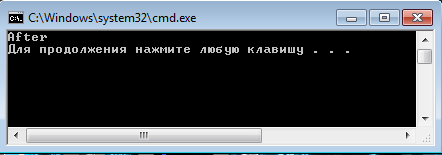 C:\Windows\system32\cmd.exe
After
Для продолжения нажмите любую клавишу . . .